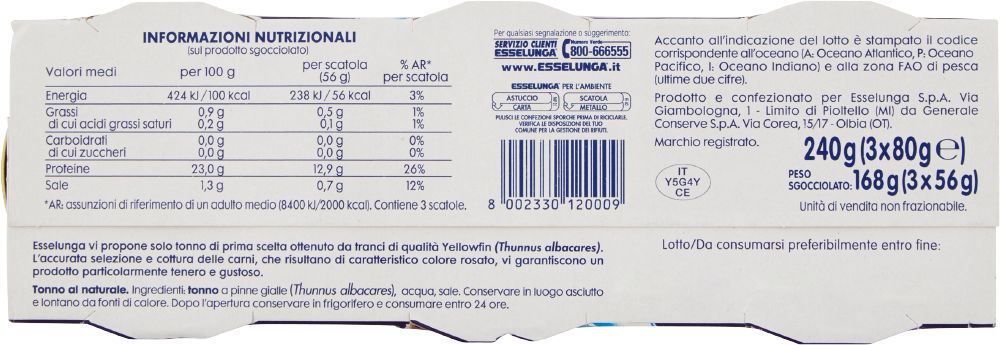 INFORMAZIONI NUTRIZIONALI
(sul prodotto sgocciolato)
Valori medi per 100 g per scatola (56 g) % AR* per scatola
Energia 424 kJ/100 kcal 238 kJ/56 kcal 3%
Grassi 0,9 g 0,5 g 1%
di cui acidi grassi saturi 0,2 g 0,1 g 1%
Carboidrati 0,0 g 0,0 g 0%
di cui zuccheri 0,0 g 0,0 g 0%
Proteine 23,0 g 12,9 g 26%
Sale 1,3 g 0,7 g 12%
*AR: assunzioni di riferimento di un adulto medio (8400 kJ/2000 kcal). Contiene 3 scatole.
Per qualsiasi segnalazione o suggerimento:
SERVIZIO CLIENTI ESSELUNGA Numero Verde 800-666555
www.ESSELUNGA.it
ESSELUNGA PER L'AMBIENTE
ASTUCCIO CARTA
SCATOLA METALLO
PULISCI LE CONFEZIONI SPORCHE PRIMA DI RICICLARLE.
VERIFICA LE DISPOSIZIONI DEL TUO
COMUNE PER LA GESTIONE DEI RIFIUTI.
8 002330 120009
Accanto all'indicazione del lotto è stampato il codice
corrispondente all'oceano (A: Oceano Atlantico, P: Oceano
Pacifico, I: Oceano Indiano) e alla zona FAO di pesca
(ultime due cifre).
Prodotto e confezionato per Esselunga S.p.A. Via
Giambologna, 1 - Limito di Pioltello (MI) da Generale
Conserve S.p.A. Via Corea, 15/17 - Olbia (OT).
Marchio registrato.
IT
Y5G4Y
CE
240g (3x80g℮)
PESO SGOCCIOLATO: 168g (3x56g)
Unità di vendita non frazionabile.
Esselunga vi propone solo tonno di prima scelta ottenuto da tranci di qualità Yellowfin (Thunnus albacares).
L'accurata selezione e cottura delle carni, che risultano di caratteristico colore rosato, vi garantiscono un
prodotto particolarmente tenero e gustoso.
Tonno al naturale. Ingredienti: tonno a pinne gialle (Thunnus albacares), acqua, sale. Conservare in luogo asciutto
e lontano da fonti di calore. Dopo l'apertura conservare in frigorifero e consumare entro 24 ore.
Lotto/Da consumarsi preferibilmente entro fine: